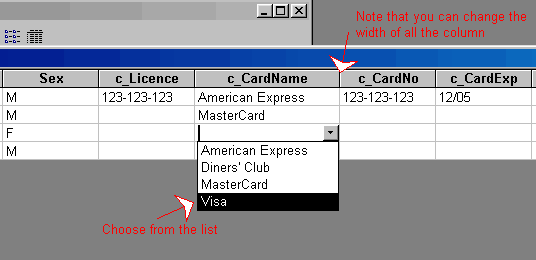 Note that you can change the
width of all the column
Sex c_Licence c_CardName c_CardNo c_CardExp
M 123-123-123 American Express 123-123-123 12/05
M MasterCard
F
American Express
M
Diners' Club
MasterCard
Visa
Choose from the list